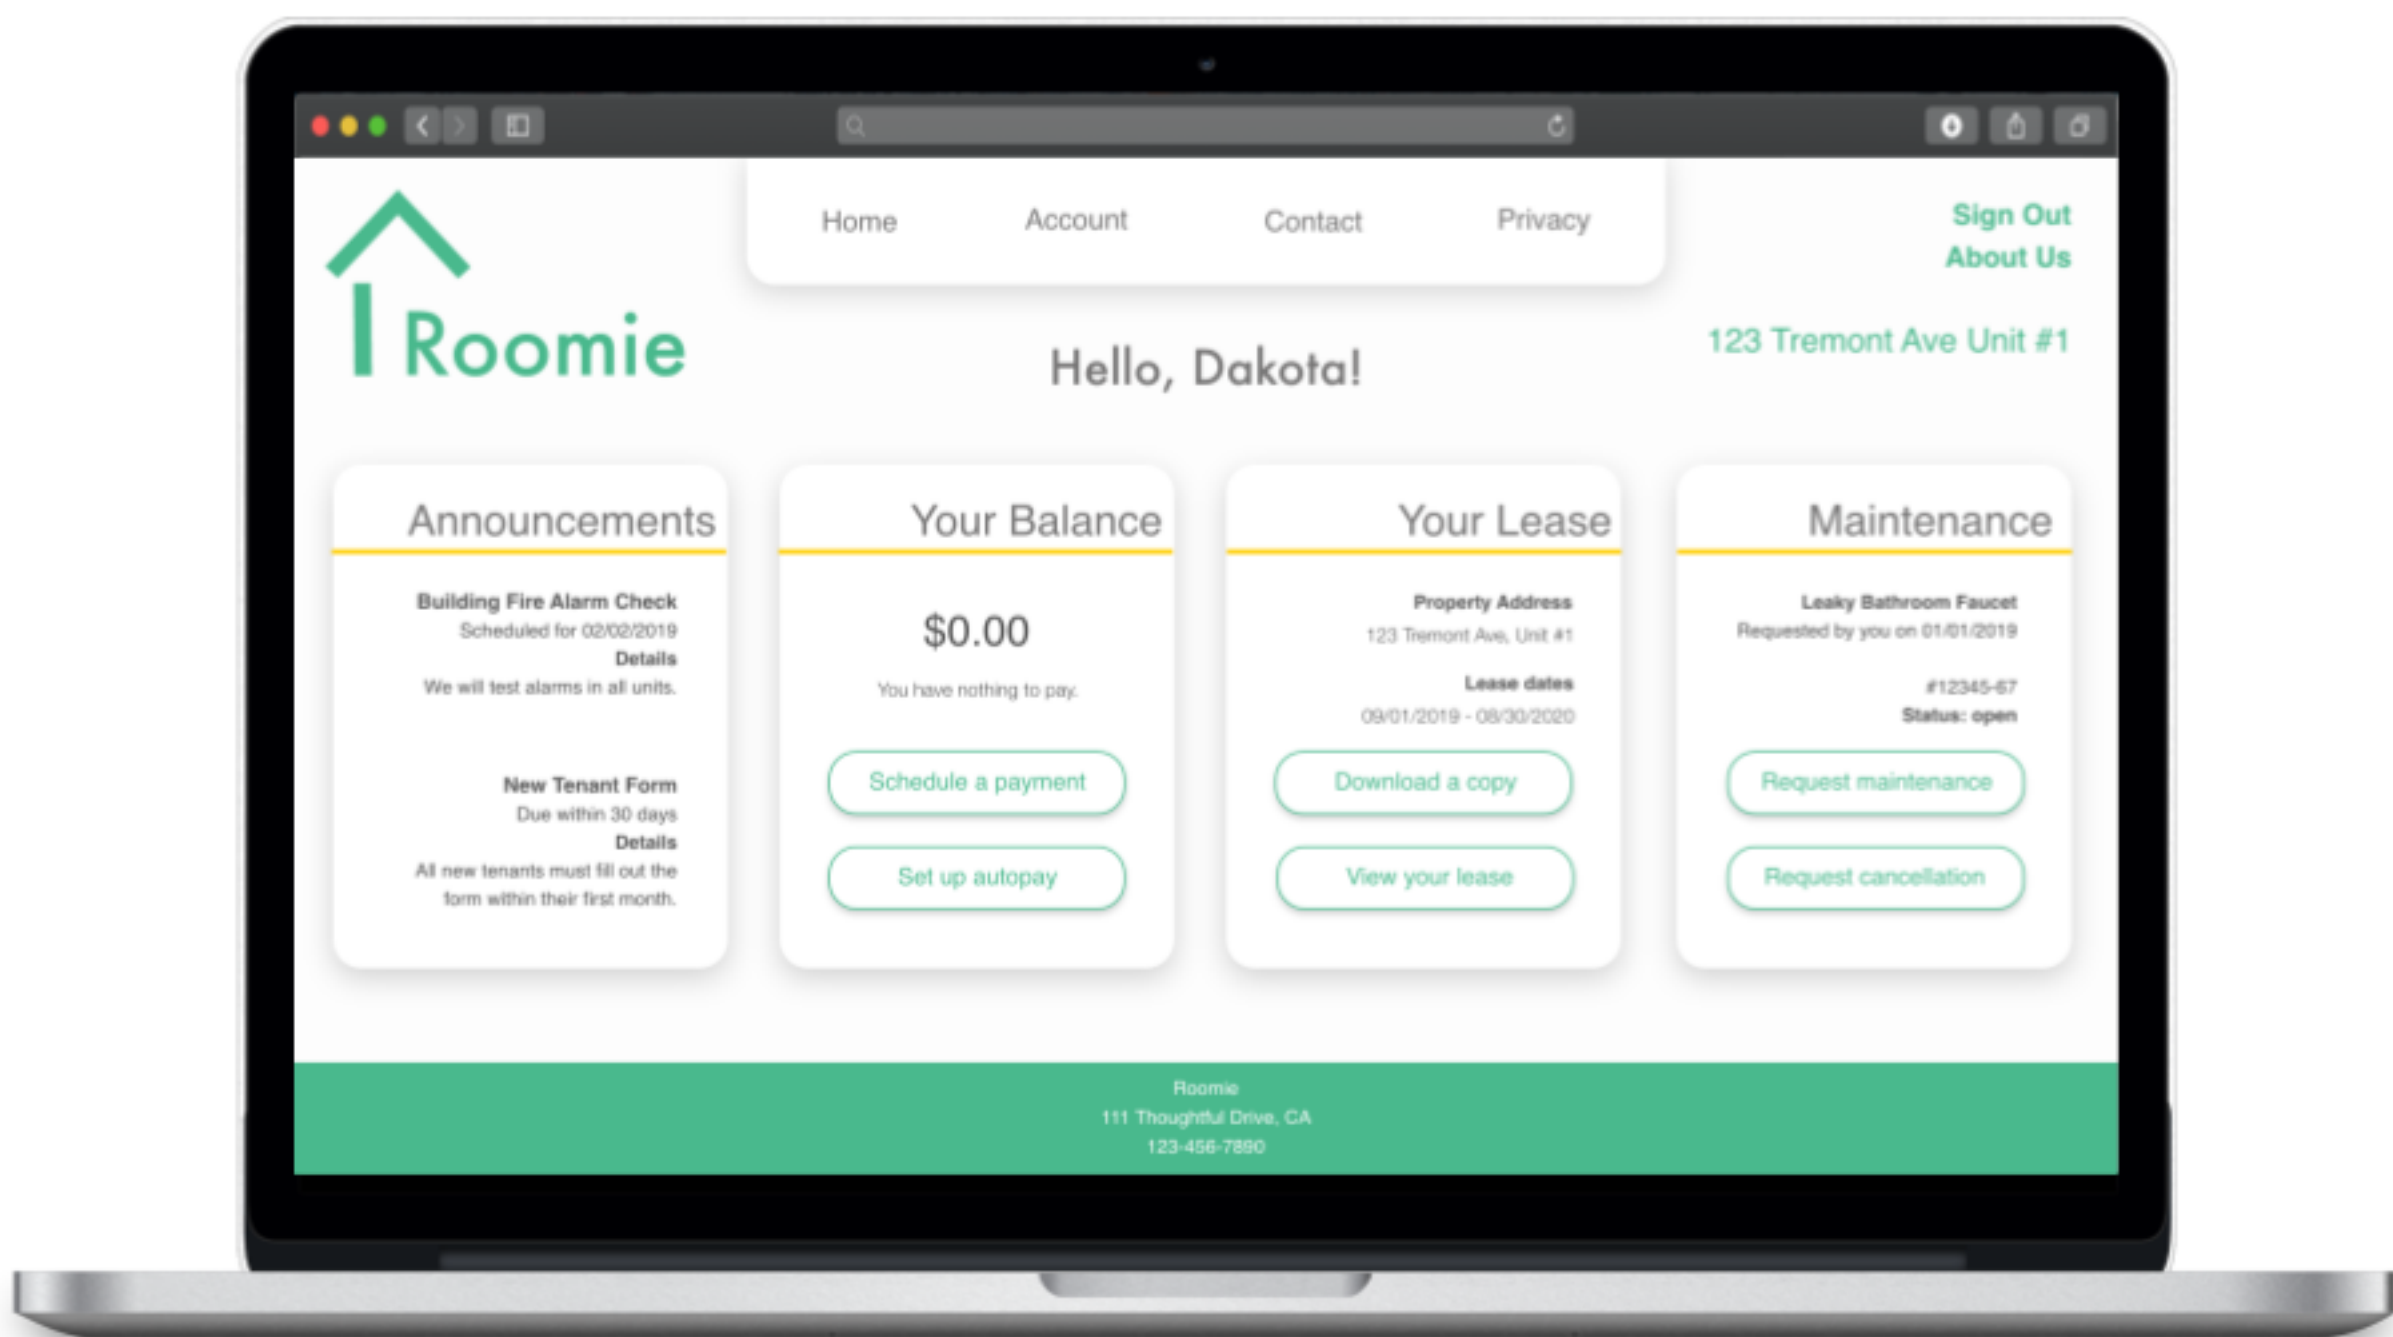 Home
Account
Contact
Privacy
Sign Out
About Us
Roomie
123 Tremont Ave Unit #1
Hello, Dakota!
Announcements
Building Fire Alarm Check
Scheduled for 02/02/2019
Details
We will test alarms in all units.
New Tenant Form
Due within 30 days
Details
All new tenants must fill out the
form within their first month.
Your Balance
$0.00
You have nothing to pay.
Schedule a payment
Set up autopay
Your Lease
Property Address
123 Tremont Ave, Unit #1
Lease dates
09/01/2019 - 08/30/2020
Download a copy
View your lease
Maintenance
Leaky Bathroom Faucet
Requested by you on 01/01/2019
#12345-67
Status: open
Request maintenance
Request cancellation
Roomie
111 Thoughtful Drive, CA
123-456-7890